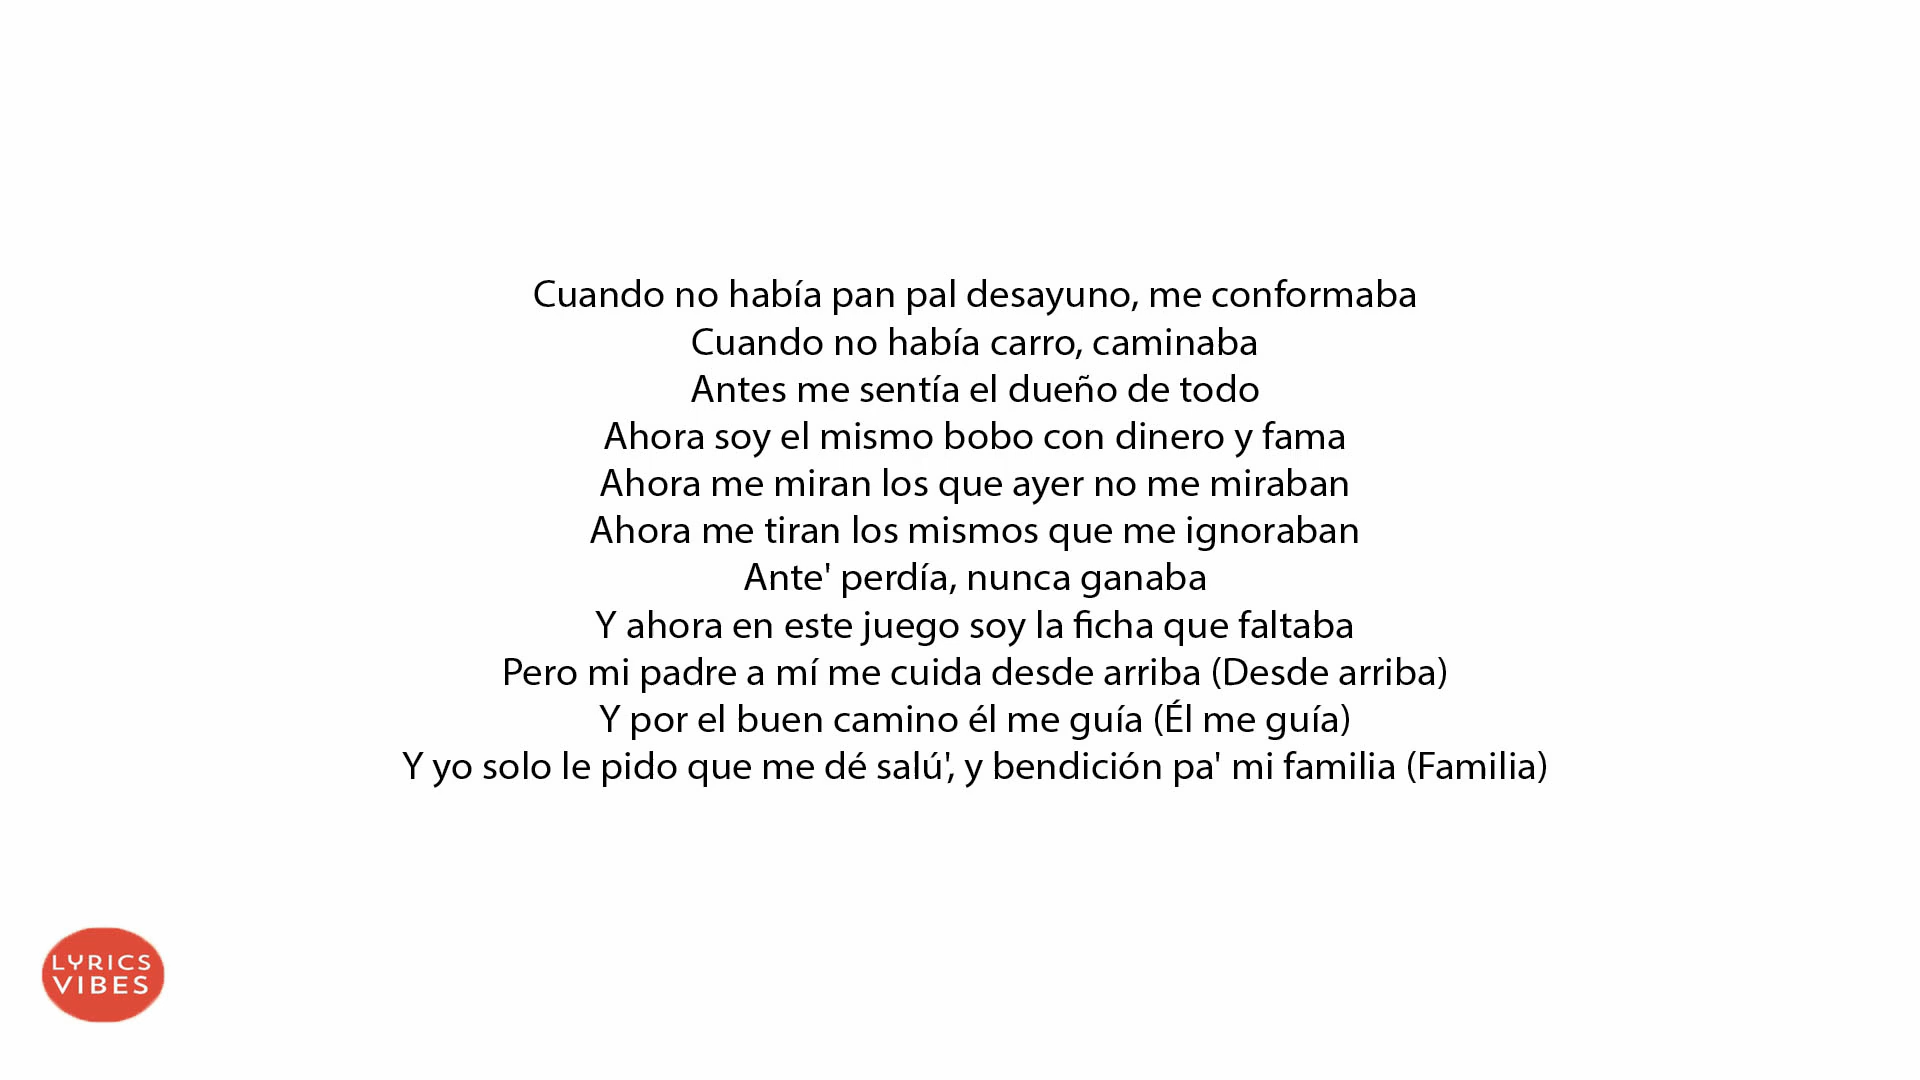 Cuando no había pan pal desayuno, me conformaba
Cuando no había carro, caminaba
Antes me sentía el dueño de todo
Ahora soy el mismo bobo con dinero y fama
Ahora me miran los que ayer no me miraban
Ahora me tiran los mismos que me ignoraban
Ante' perdía, nunca ganaba
Y ahora en este juego soy la ficha que faltaba
Pero mi padre a mí me cuida desde arriba (Desde arriba)
Y por el buen camino él me guía (Él me guía)
Y yo solo le pido que me dé salú', y bendición pa' mi familia (Familia)
LYRICS
VIBES